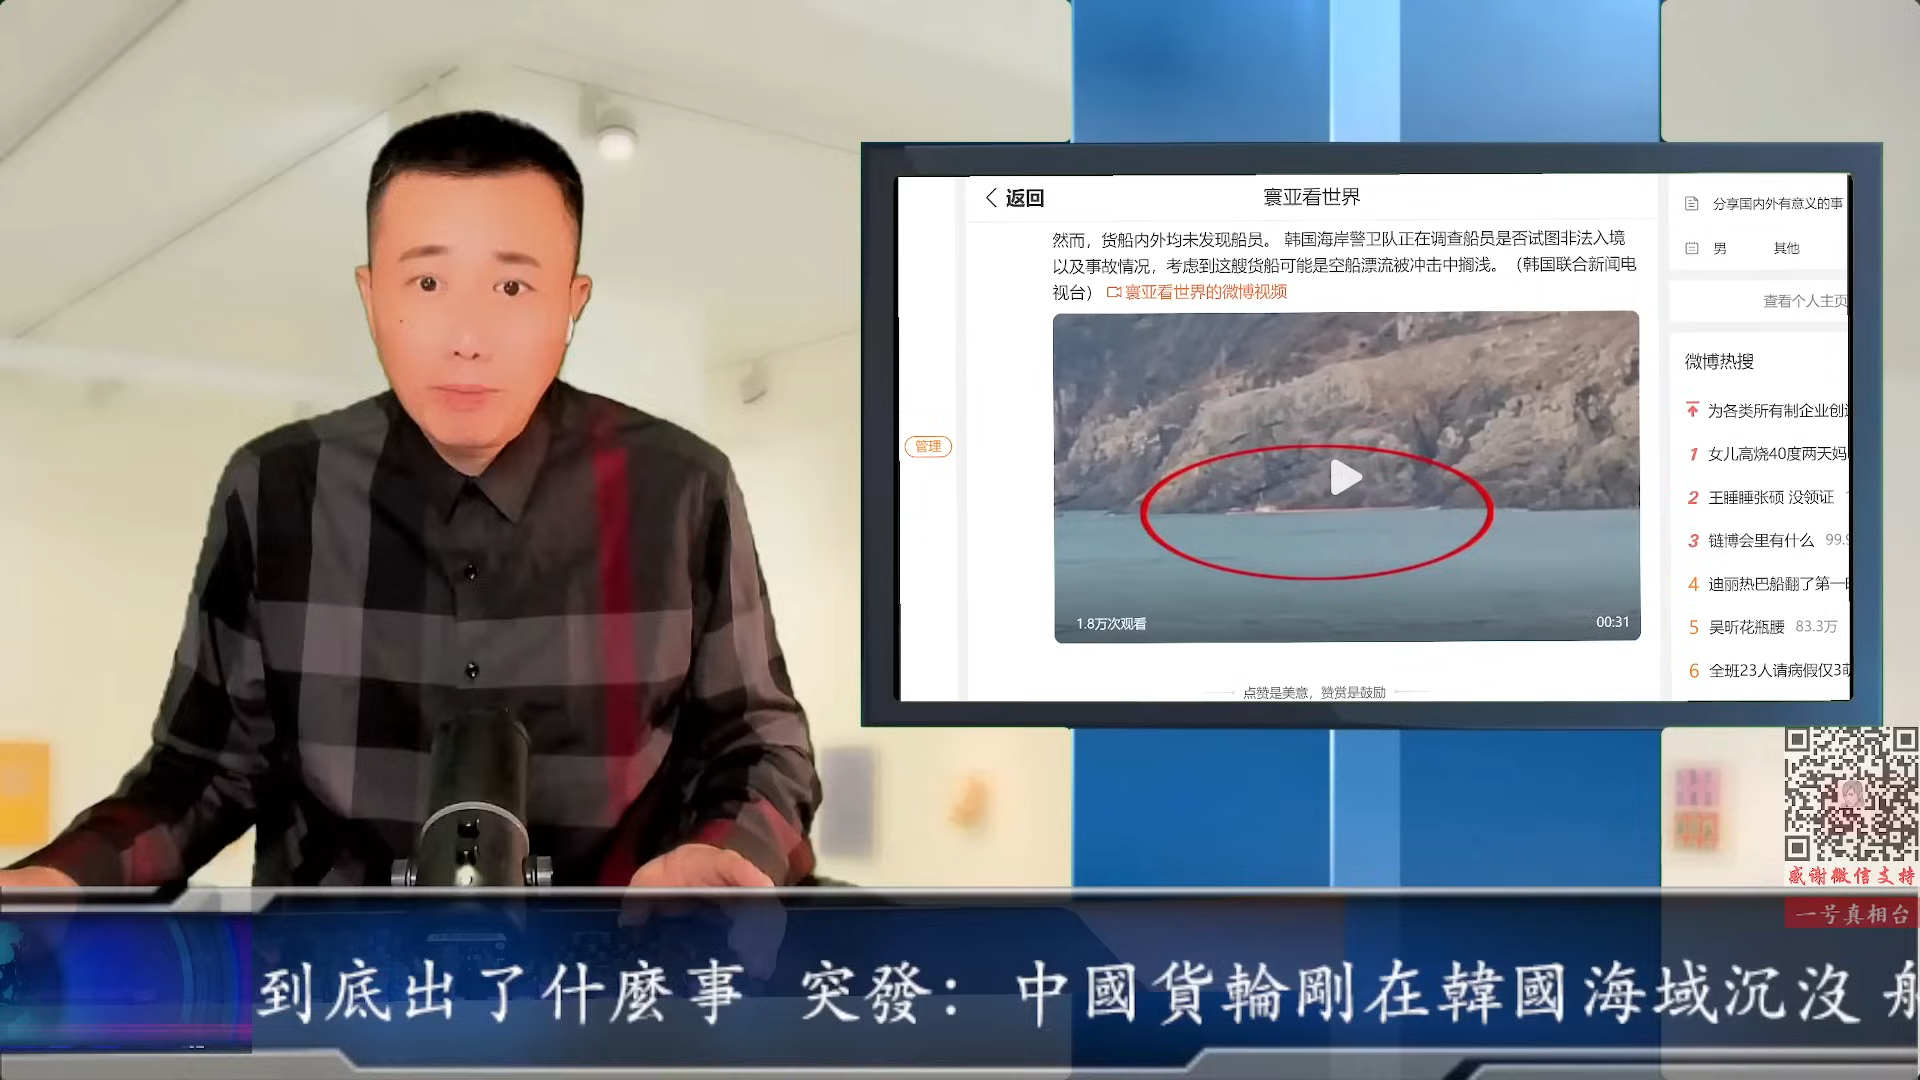 返回
寰亚看世界
然而，货船内外均未发现船员。 韩国海岸警卫队正在调查船员是否试图非法入境
以及事故情况，考虑到这艘货船可能是空船漂流被冲击中搁浅。（韩国联合新闻电
视台） 寰亚看世界的微博视频
管理
1.8万次观看
00:31
点赞是美意，赞赏是鼓励
分享国内外有意义的事
男 其他
查看个人主页
微博热搜
为各类所有制企业创
1 女儿高烧40度两天妈
2 王睡睡张硕 没领证
3 链博会里有什么 99.9
4 迪丽热巴船翻了第一
5 吴昕花瓶腰 83.3万
6 全班23人请病假仅3
感谢微信支持
一号真相台
到底出了什麼事 突發：中國貨輪剛在韓國海域沉沒